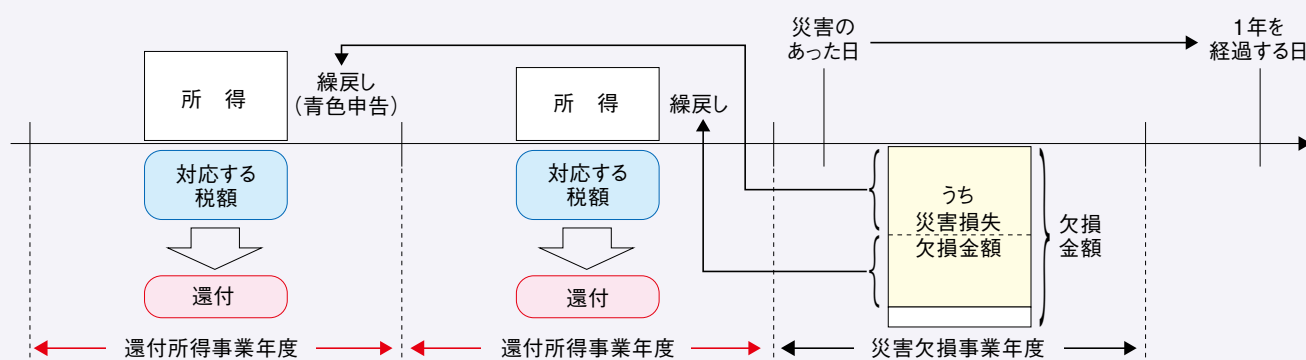 災害の
あった日
1年を
経過する日
所 得
繰戻し
(青色申告)
所 得
繰戻し
対応する
税額
対応する
税額
うち
災害損失
欠損金額
欠損
金額
還付
還付
還付所得事業年度
還付所得事業年度
災害欠損事業年度